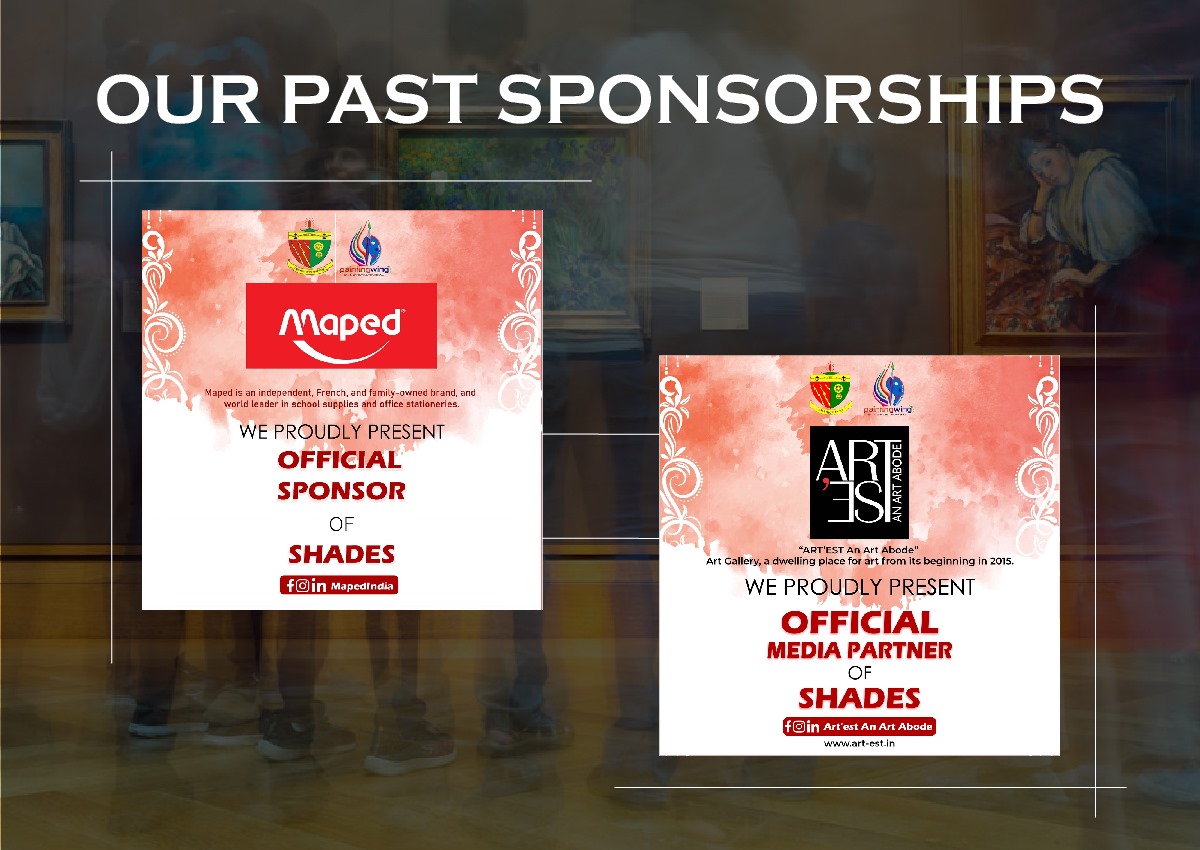 OUR PAST SPONSORSHIPS
paintingwing
Maped
Maped is an independent, French, and family-owned brand, and
world leader in school supplies and office stationeries.
WE PROUDLY PRESENT
OFFICIAL
SPONSOR
OF
SHADES
MapedIndia
paintingwing
ART
'EST
AN ART ABODE
“ART'EST An Art Abode”
Art Gallery, a dwelling place for art from its beginning in 2015.
WE PROUDLY PRESENT
OFFICIAL
MEDIA PARTNER
OF
SHADES
Art'est An Art Abode
www.art-est.in